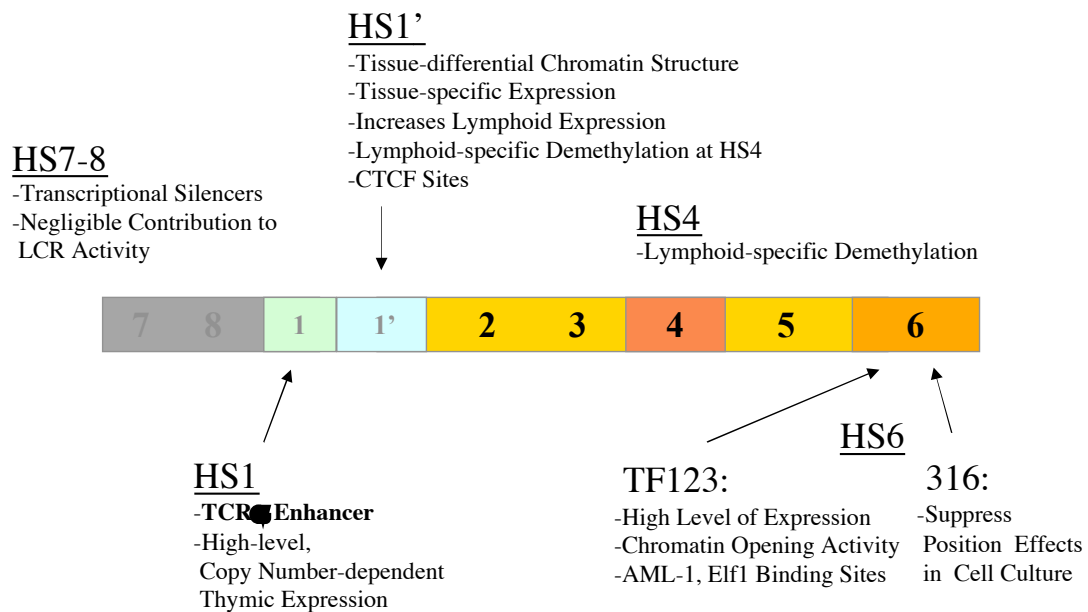 HS1’
-Tissue-differential Chromatin Structure
-Tissue-specific Expression
-Increases Lymphoid Expression
-Lymphoid-specific Demethylation at HS4
-CTCF Sites
HS7-8
-Transcriptional Silencers
-Negligible Contribution to
LCR Activity
HS4
-Lymphoid-specific Demethylation
7 8 1 1’ 2 3 4 5 6
HS1
-TCR Enhancer
-High-level,
Copy Number-dependent
Thymic Expression
HS6
TF123:
-High Level of Expression
-Chromatin Opening Activity
-AML-1, Elf1 Binding Sites
316:
-Suppress
Position Effects
in Cell Culture